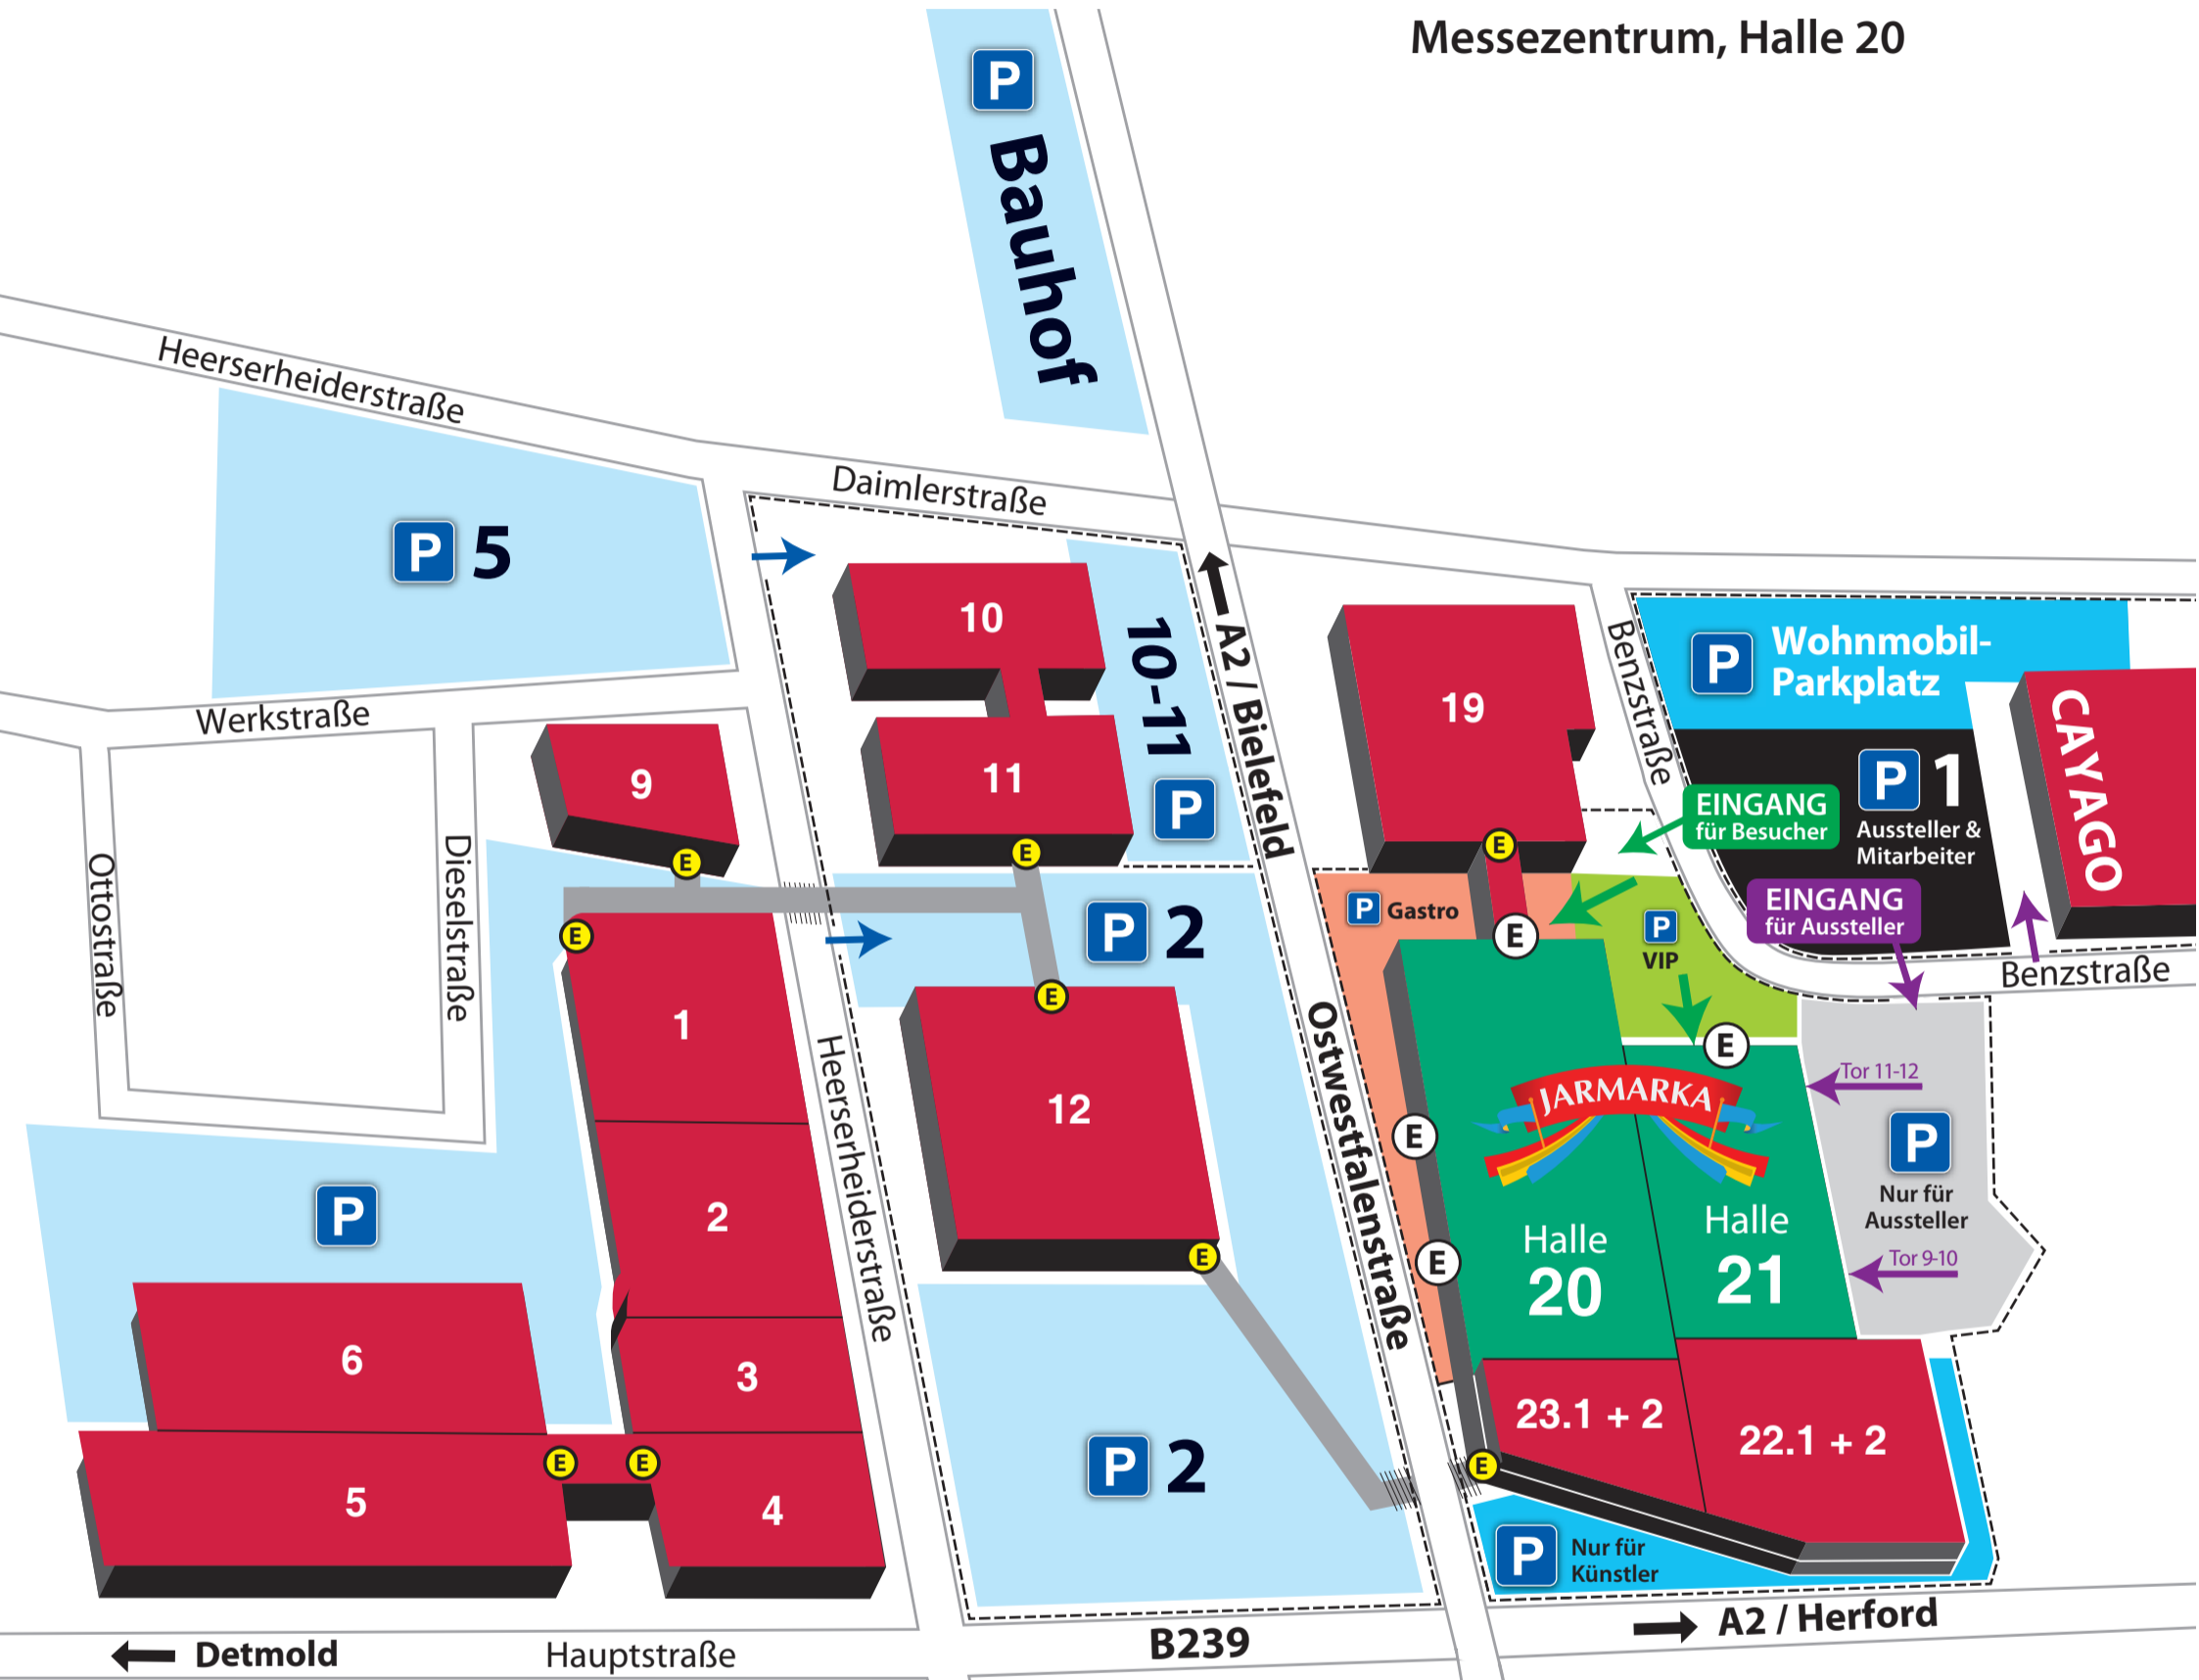 Messezentrum, Halle 20
P
Bauhof
Heerserheiderstraße
Daimlerstraße
P 5
10
10-11
P
11
A2 / Bielefeld
19
Benzstraße
P Wohnmobil-
Parkplatz
CAYAGO
P 1
Aussteller &
Mitarbeiter
EINGANG
für Besucher
EINGANG
für Aussteller
Benzstraße
Werkstraße
9
E
E
E
Ottostraße
Dieselstraße
E
P Gastro
E
P
VIP
P 2
E
1
Heerserheiderstraße
12
Ostwestfalenstraße
E
JARMARKA
Tor 11-12
E
P
Nur für
Aussteller
2
P
Halle
20
Halle
21
Tor 9-10
E
E
6
3
23.1 + 2
22.1 + 2
E
E
5
4
P 2
E
P Nur für
Künstler
Detmold
Hauptstraße
B239
A2 / Herford